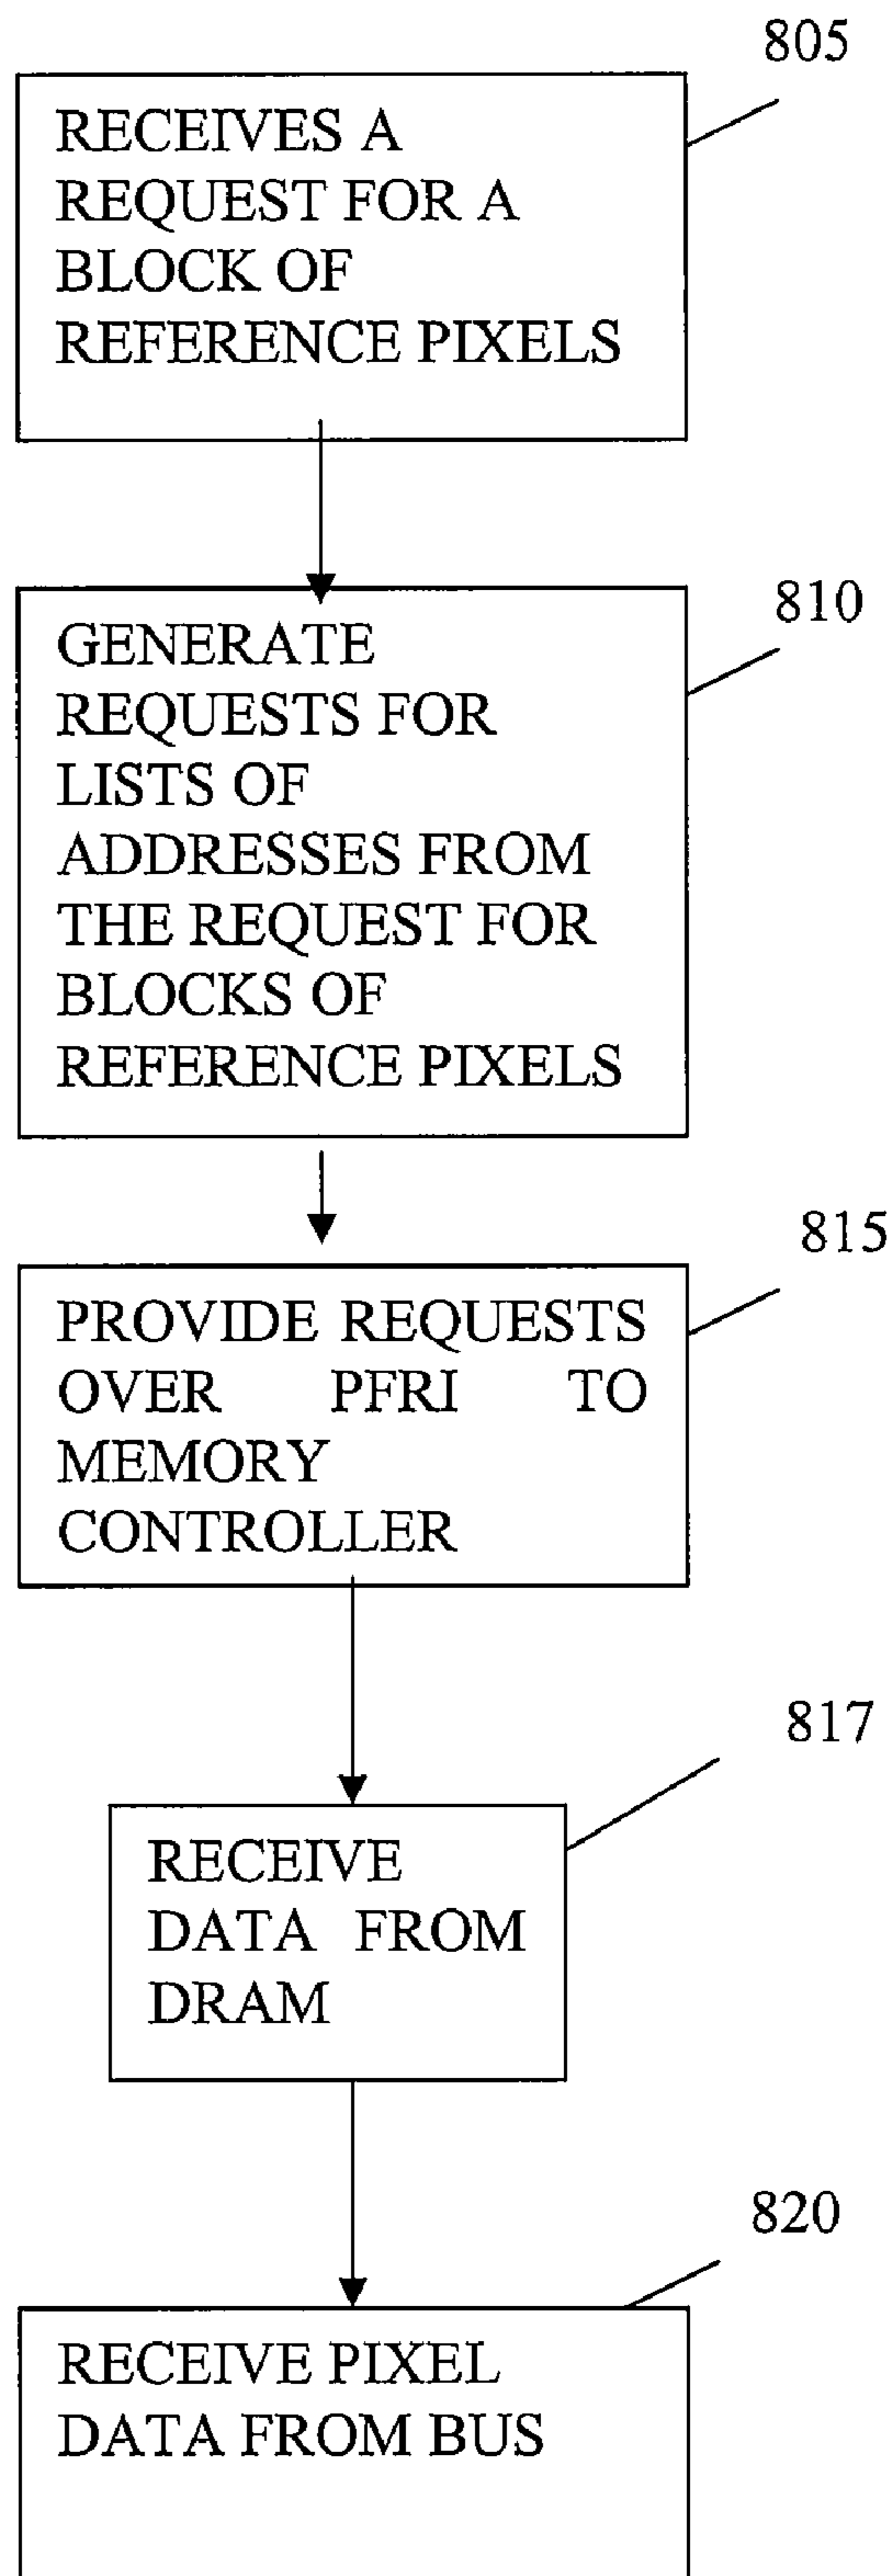 805
RECEIVES A
REQUEST FOR A
BLOCK OF
REFERENCE PIXELS
810
GENERATE
REQUESTS FOR
LISTS OF
ADDRESSES FROM
THE REQUEST FOR
BLOCKS OF
REFERENCE PIXELS
815
PROVIDE REQUESTS
OVER PFRI TO
MEMORY
CONTROLLER
817
RECEIVE
DATA FROM
DRAM
820
RECEIVE PIXEL
DATA FROM BUS